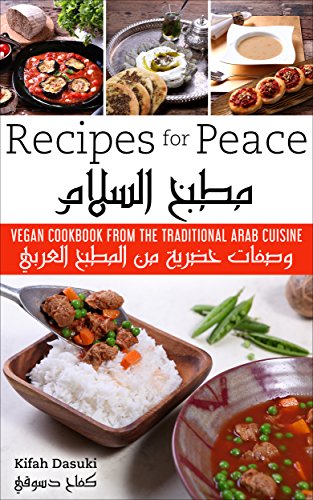 Recipes for Peace
مطبخ السلام
VEGAN COOKBOOK FROM THE TRADITIONAL ARAB CUISINE
وصفات خضرية من المطبخ العربي
Kifah Dasuki
كفاح دسوقي